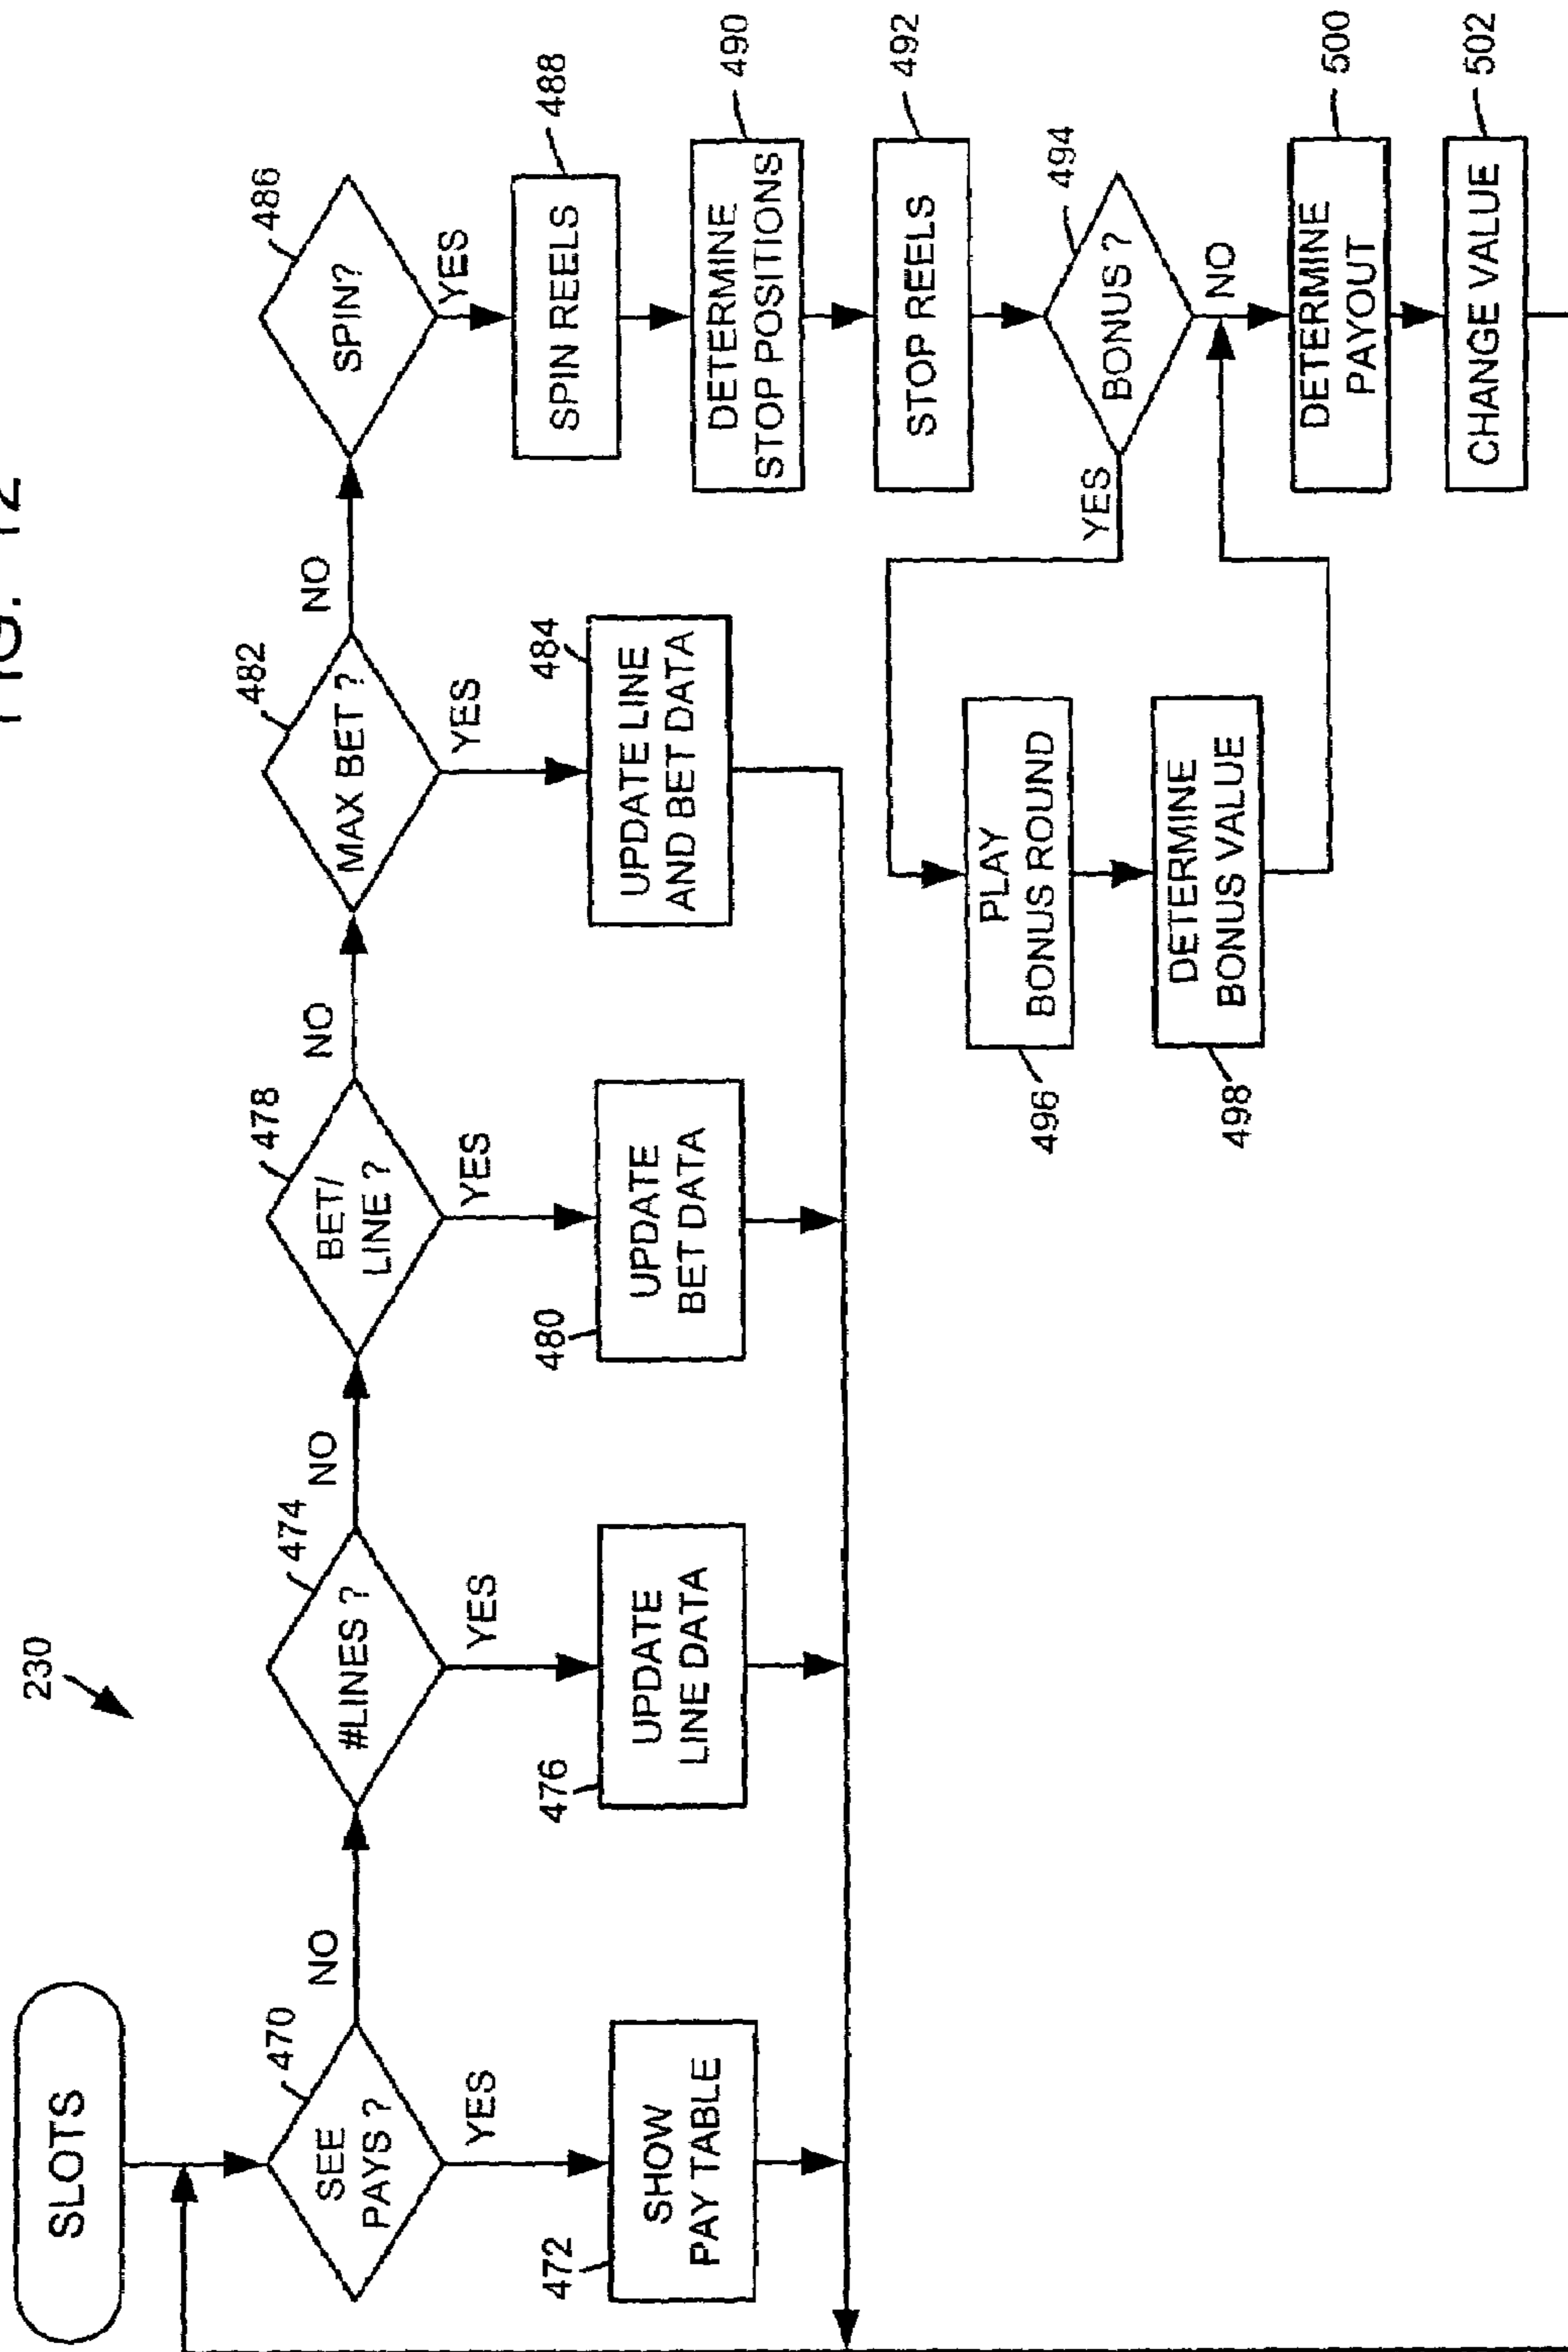 FIG. 12
230
SLOTS
470
SEE
PAYS ?
NO
YES
472
SHOW
PAY TABLE
474
#LINES ?
NO
YES
476
UPDATE
LINE DATA
478
BET/
LINE ?
NO
YES
480
UPDATE
BET DATA
482
MAX BET ?
NO
YES
484
UPDATE LINE
AND BET DATA
486
SPIN?
YES
488
SPIN REELS
490
DETERMINE
STOP POSITIONS
492
STOP REELS
494
BONUS ?
YES
NO
496
PLAY
BONUS ROUND
498
DETERMINE
BONUS VALUE
500
DETERMINE
PAYOUT
502
CHANGE VALUE